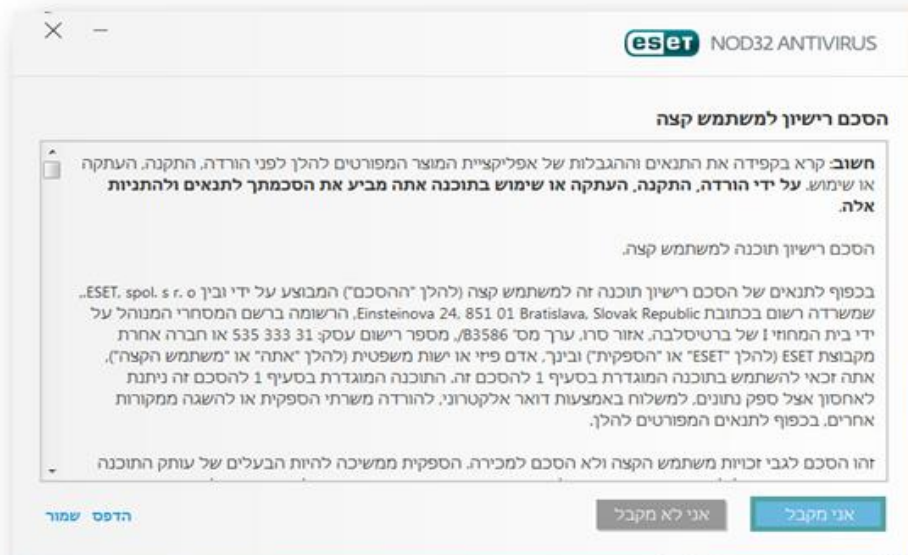 eset NOD32 ANTIVIRUS
הסכם רישיון למשתמש קצה
חשוב: קרא בקפידה את התנאים וההגבלות של אפליקציית המוצר המפורטים להלן לפני הורדה, התקנה, העתקה
או שימוש. על ידי הורדה, התקנה, העתקה או שימוש בתוכנה אתה מביע את הסכמתך לתנאים ולהתניות
אלה.
הסכם רישיון תוכנה למשתמש קצה.
בכפוף לתנאים של הסכם רישיון תוכנה זה למשתמש קצה (להלן "ההסכם") המבוצע על ידי ובין ESET, spol. s r. o.,
שמשרדה רשום בכתובת Einsteinova 24, 851 01 Bratislava, Slovak Republic, הרשומה ברשם המסחרי המנוהל על
ידי בית המחוזי I של ברטיסלבה, אזור סרו, ערך מס' 3586/B, מספר רישום עסק: 31 333 535 או חברה אחרת
מקבוצת ESET (להלן "ESET" או "הספקית") ובינך, אדם פיזי או ישות משפטית (להלן "אתה" או "משתמש הקצה"),
אתה זכאי להשתמש בתוכנה המוגדרת בסעיף 1 להסכם זה. התוכנה המוגדרת בסעיף 1 להסכם זה ניתנת
לאחסון אצל ספק נתונים, למשלוח באמצעות דואר אלקטרוני, להורדה משרתי הספקית או להשגה ממקורות
אחרים, בכפוף לתנאים המפורטים להלן.
זהו הסכם לגבי זכויות משתמש הקצה ולא הסכם למכירה. הספקית ממשיכה להיות הבעלים של עותק התוכנה
אני מקבל
אני לא מקבל
הדפס
שמור